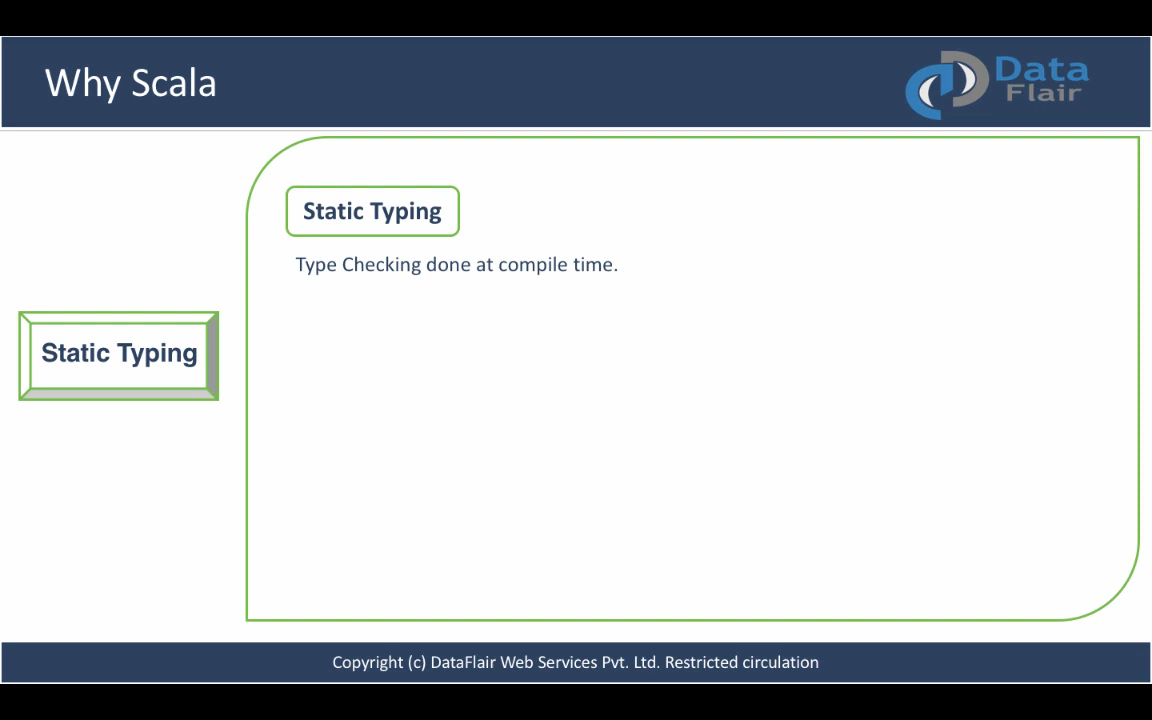 Why Scala
Data
Flair
Static Typing
Type Checking done at compile time.
Static Typing
Copyright (c) DataFlair Web Services Pvt. Ltd. Restricted circulation